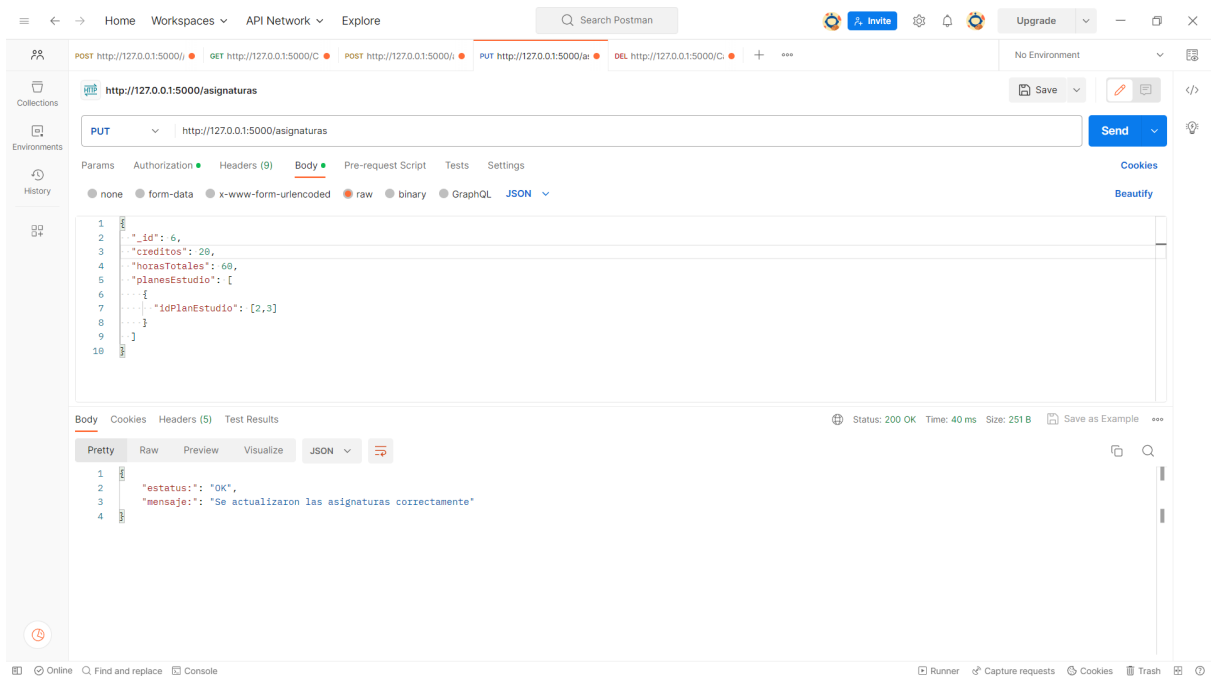 Home Workspaces API Network Explore Search Postman Invite Upgrade
POST http://127.0.0.1:5000/ GET http://127.0.0.1:5000/C POST http://127.0.0.1:5000/ PUT http://127.0.0.1:5000/a DEL http://127.0.0.1:5000/C No Environment
HTTP http://127.0.0.1:5000/asignaturas Save
Collections
PUT http://127.0.0.1:5000/asignaturas Send
Environments
Params Authorization Headers (9) Body Pre-request Script Tests Settings Cookies
History
none form-data x-www-form-urlencoded raw binary GraphQL JSON Beautify
1 {
2 "_id": 6,
3 "creditos": 20,
4 "horasTotales": 60,
5 "planesEstudio": [
6 {
7 "idPlanEstudio": [2,3]
8 }
9 ]
10 }
Body Cookies Headers (5) Test Results Status: 200 OK Time: 40 ms Size: 251 B Save as Example
Pretty Raw Preview Visualize JSON
1 {
2 "estatus:": "OK",
3 "mensaje:": "Se actualizaron las asignaturas correctamente"
4 }
Online Find and replace Console Runner Capture requests Cookies Trash